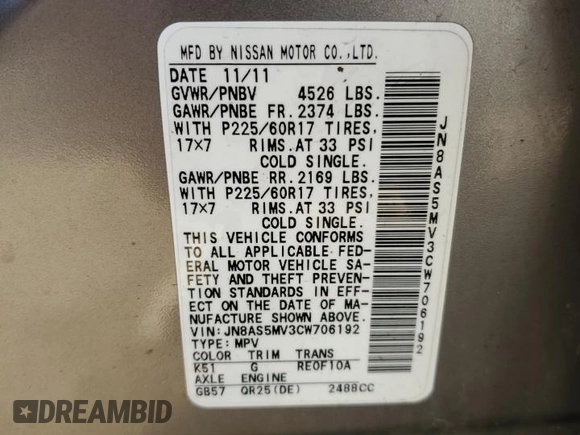 MFD BY NISSAN MOTOR CO.,LTD.
DATE 11/11
GVWR/PNBV 4526 LBS.
GAWR/PNBE FR. 2374 LBS.
WITH P225/60R17 TIRES,
17×7 RIMS.AT 33 PSI
COLD SINGLE.
GAWR/PNBE RR. 2169 LBS.
WITH P225/60R17 TIRES,
17×7 RIMS.AT 33 PSI
COLD SINGLE.
THIS VEHICLE CONFORMS
TO ALL APPLICABLE FED-
ERAL MOTOR VEHICLE SA-
FETY AND THEFT PREVEN-
TION STANDARDS IN EFF-
ECT ON THE DATE OF MA-
NUFACTURE SHOWN ABOVE.
VIN: JN8AS5MV3CW706192
TYPE: MPV
COLOR TRIM TRANS
K51 G RE0F10A
AXLE ENGINE
GB57 QR25(DE) 2488CC
JN8AS5MV3CW706192
DREAMBID
.COM